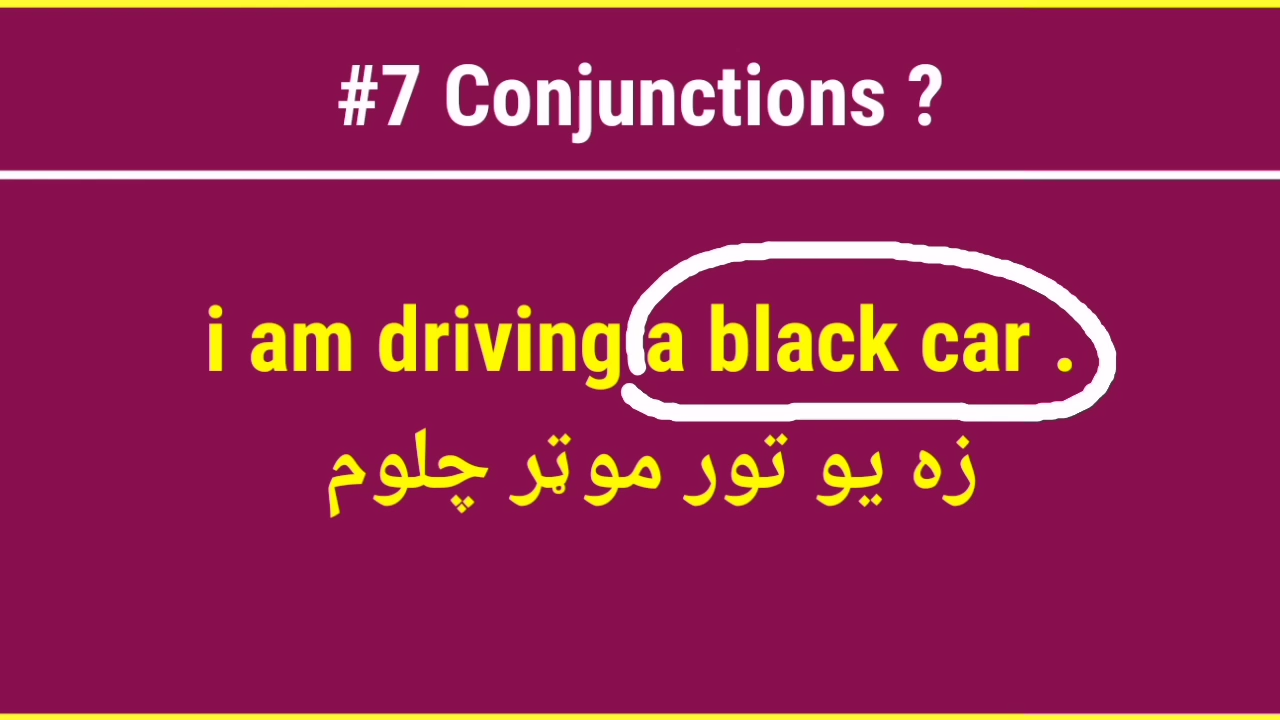 #7 Conjunctions ?
i am driving a black car .
زه یو تور موټر چلوم